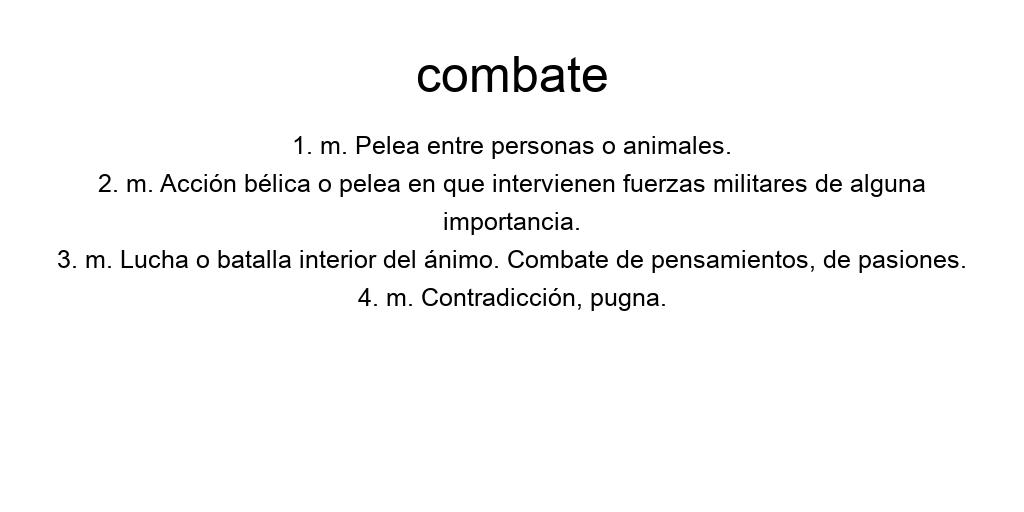 combate
1. m. Pelea entre personas o animales.
2. m. Acción bélica o pelea en que intervienen fuerzas militares de alguna
importancia.
3. m. Lucha o batalla interior del ánimo. Combate de pensamientos, de pasiones.
4. m. Contradicción, pugna.